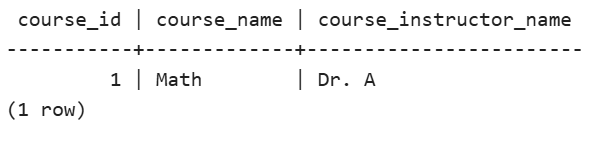 course_id | course_name | course_instructor_name
-----------+-------------+------------------------
         1 | Math        | Dr. A
(1 row)